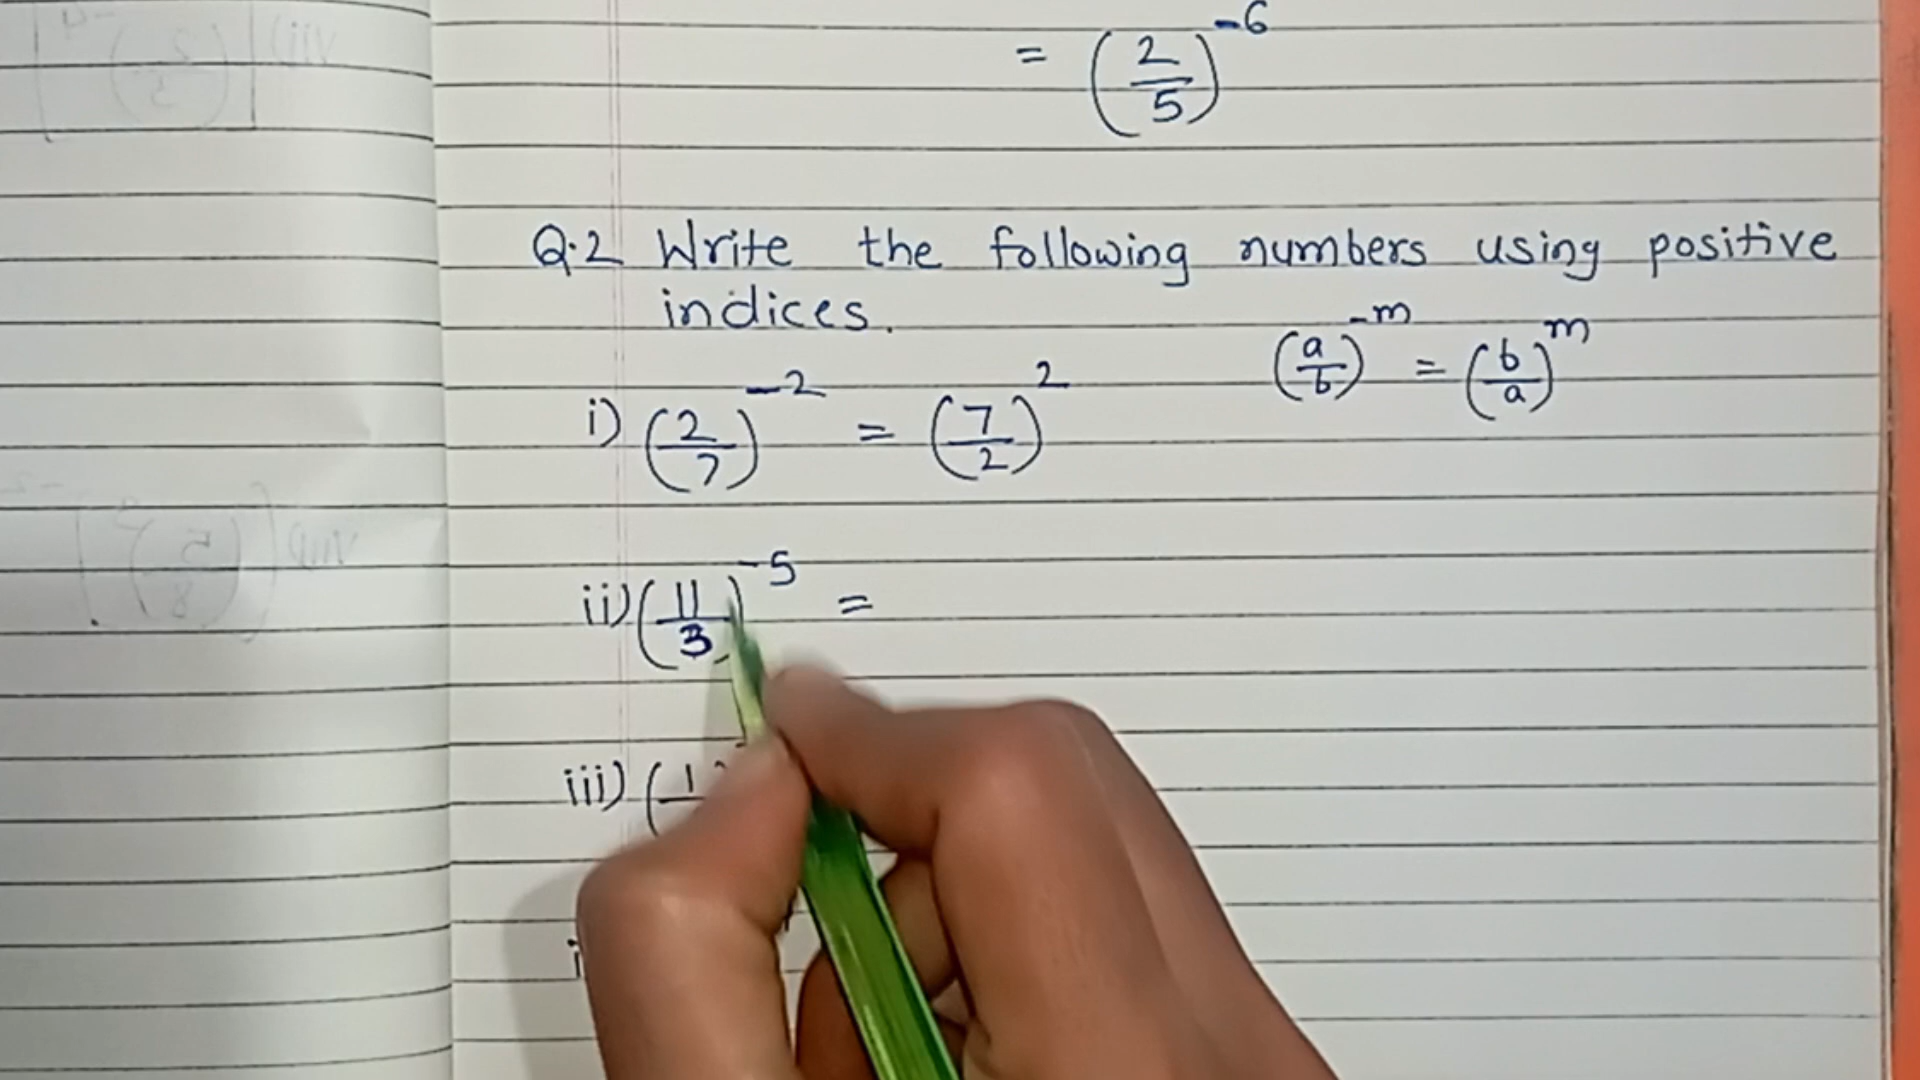 = (2/5)^-6
Q.2 Write the following numbers using positive
indices.
(a/b)^-m = (b/a)^m
i) (2/7)^-2 = (7/2)^2
ii) (11/3)^-5 =
iii) (1